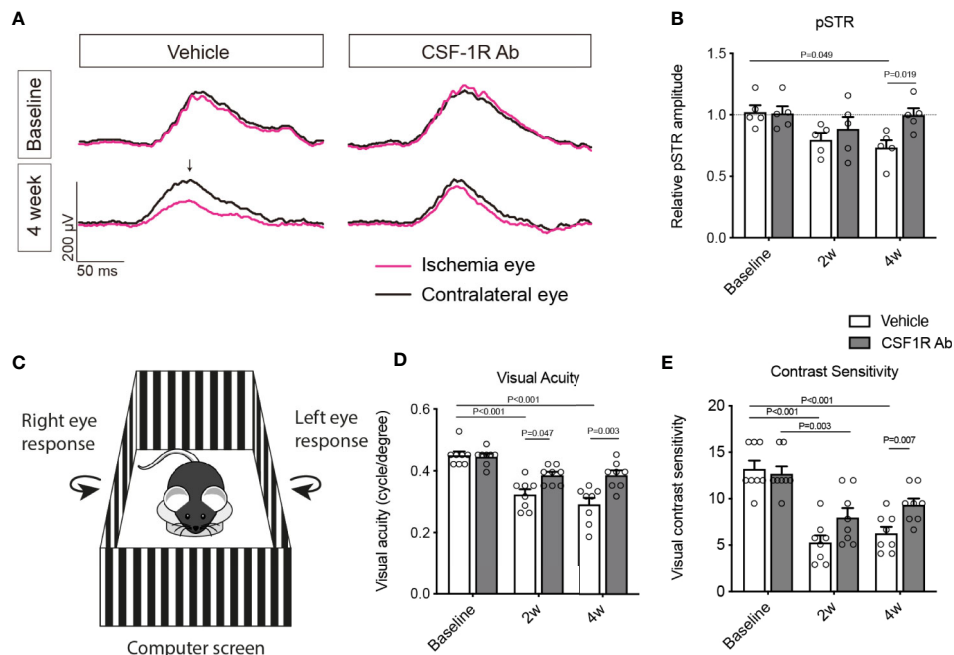 A
Vehicle
CSF-1R Ab
Baseline
4 week
200 µV
50 ms
Ischemia eye
Contralateral eye
B
pSTR
P=0.049
P=0.019
Relative pSTR amplitude
1.5
1.0
0.5
0.0
Baseline
2w
4w
Vehicle
CSF1R Ab
C
Right eye
response
Left eye
response
Computer screen
D
Visual Acuity
P<0.001
P<0.001
P=0.047
P=0.003
Visual acuity (cycle/degree)
0.6
0.4
0.2
0.0
Baseline
2w
4w
E
Contrast Sensitivity
P<0.001
P<0.001
P=0.003
P=0.007
Visual contrast sensitivity
20
15
10
5
0
Baseline
2w
4w